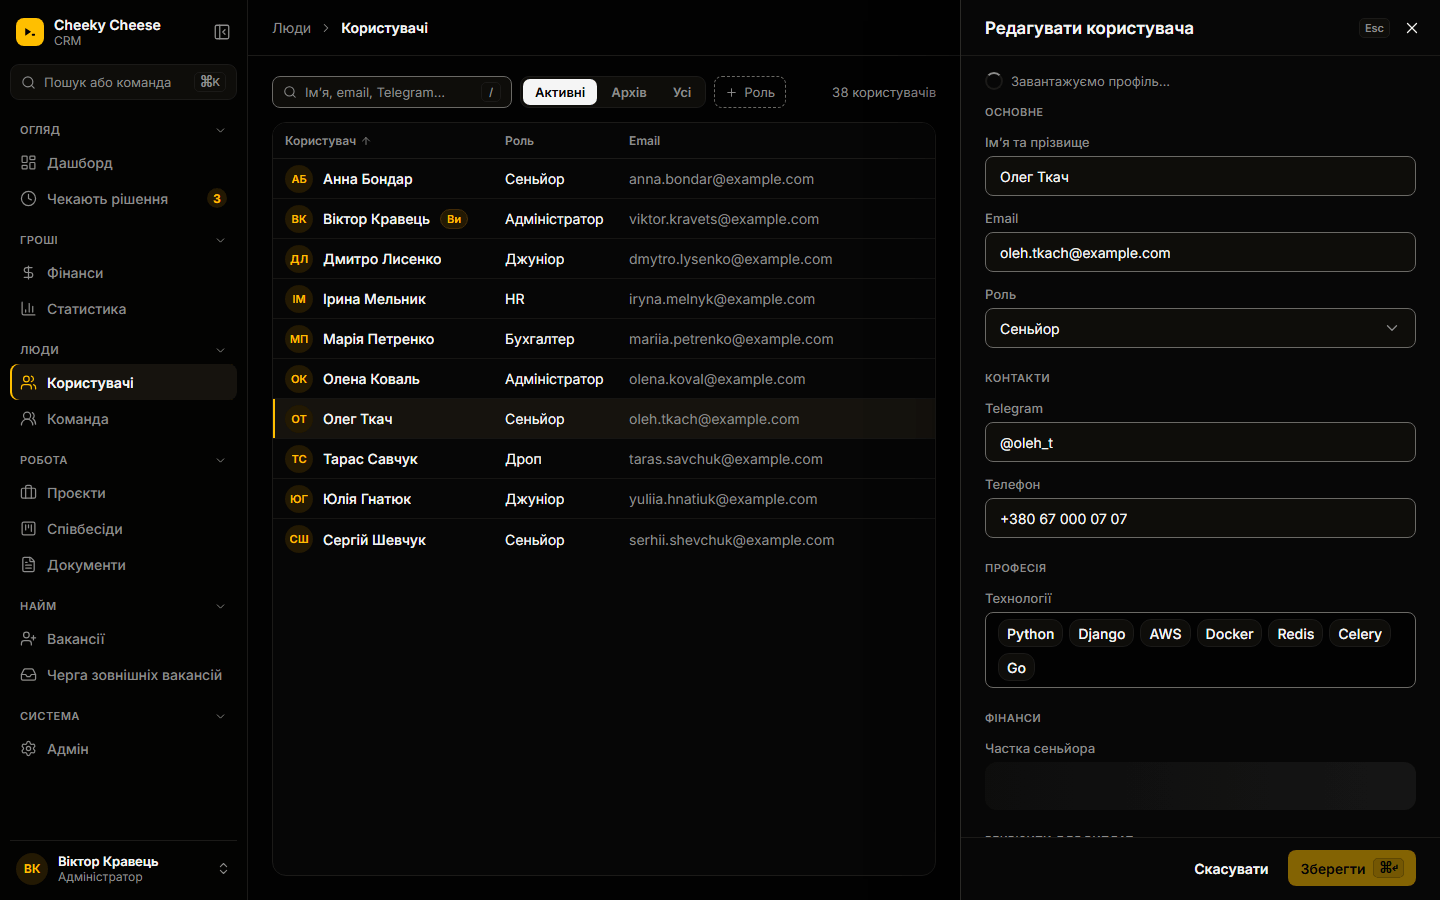 Cheeky Cheese
CRM
Пошук або команда ⌘K
ОГЛЯД
Дашборд
Чекають рішення 3
ГРОШІ
Фінанси
Статистика
ЛЮДИ
Користувачі
Команда
РОБОТА
Проєкти
Співбесіди
Документи
НАЙМ
Вакансії
Черга зовнішніх вакансій
СИСТЕМА
Адмін
ВК Віктор Кравець
Адміністратор
Люди > Користувачі
Ім'я, email, Telegram... / Активні Архів Усі + Роль 38 користувачів
Користувач ↑ Роль Email
АБ Анна Бондар Сеньйор anna.bondar@example.com
ВК Віктор Кравець Ви Адміністратор viktor.kravets@example.com
ДЛ Дмитро Лисенко Джуніор dmytro.lysenko@example.com
ІМ Ірина Мельник HR iryna.melnyk@example.com
МП Марія Петренко Бухгалтер mariia.petrenko@example.com
ОК Олена Коваль Адміністратор olena.koval@example.com
ОТ Олег Ткач Сеньйор oleh.tkach@example.com
ТС Тарас Савчук Дроп taras.savchuk@example.com
ЮГ Юлія Гнатюк Джуніор yuliia.hnatiuk@example.com
СШ Сергій Шевчук Сеньйор serhii.shevchuk@example.com
Редагувати користувача Esc
Завантажуємо профіль...
ОСНОВНЕ
Ім'я та прізвище
Олег Ткач
Email
oleh.tkach@example.com
Роль
Сеньйор
КОНТАКТИ
Telegram
@oleh_t
Телефон
+380 67 000 07 07
ПРОФЕСІЯ
Технології
Python Django AWS Docker Redis Celery
Go
ФІНАНСИ
Частка сеньйора
Скасувати Зберегти ⌘↵